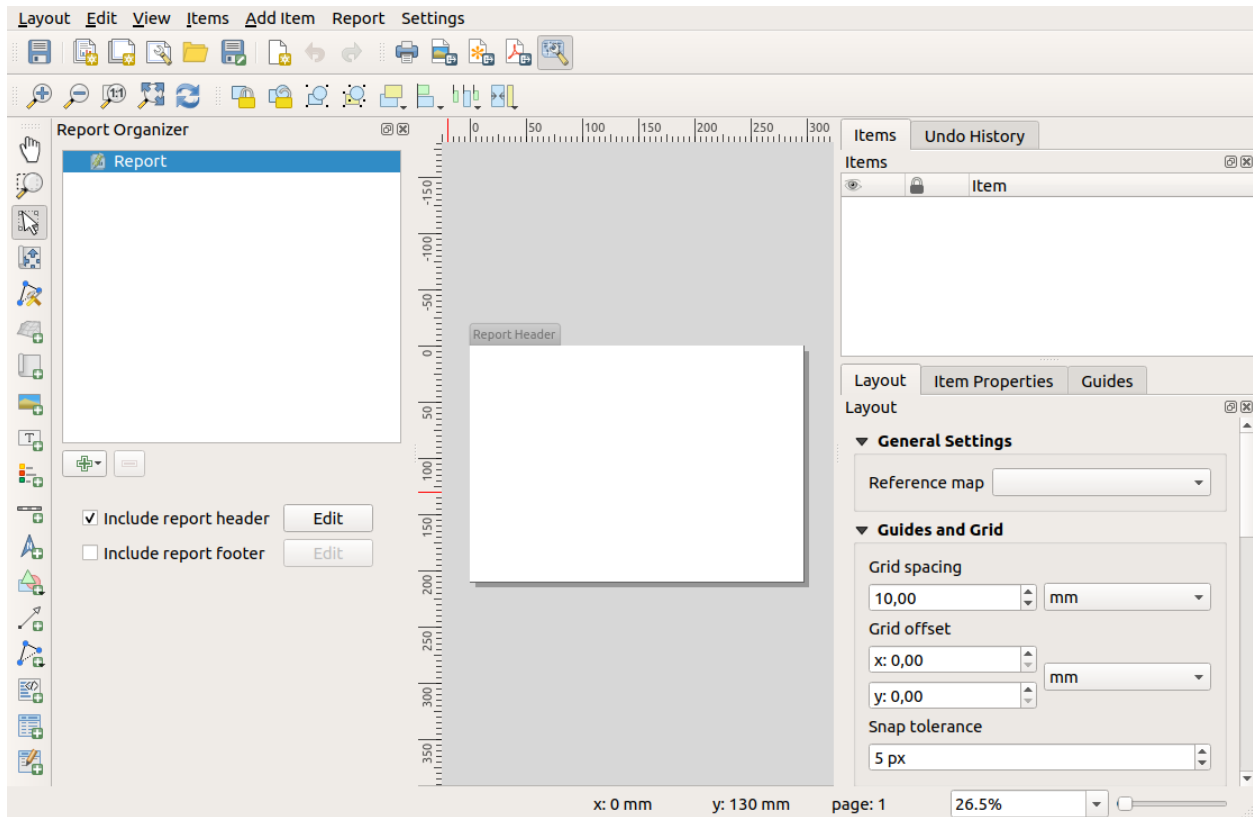 Layout Edit View Items Add Item Report Settings
1:1
Report Organizer
Report
Include report header Edit
Include report footer Edit
0 50 100 150 200 250 300
-150
-100
-50
0
50
100
150
200
250
300
350
Report Header
Items Undo History
Items
Item
Layout Item Properties Guides
Layout
General Settings
Reference map
Guides and Grid
Grid spacing
10,00 mm
Grid offset
x: 0,00
mm
y: 0,00
Snap tolerance
5 px
x: 0 mm y: 130 mm page: 1 26.5%